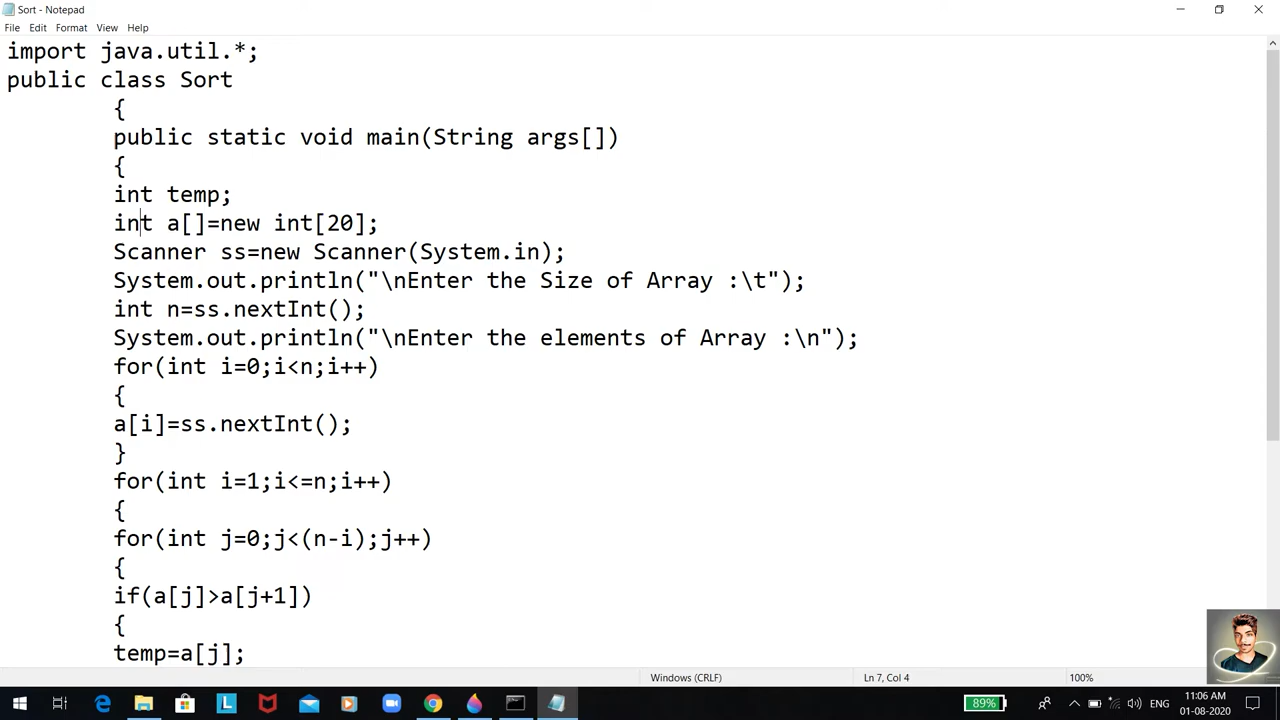 Sort - Notepad
File Edit Format View Help
import java.util.*;
public class Sort
{
public static void main(String args[])
{
int temp;
int a[]=new int[20];
Scanner ss=new Scanner(System.in);
System.out.println("\nEnter the Size of Array :\t");
int n=ss.nextInt();
System.out.println("\nEnter the elements of Array :\n");
for(int i=0;i<n;i++)
{
a[i]=ss.nextInt();
}
for(int i=1;i<=n;i++)
{
for(int j=0;j<(n-i);j++)
{
if(a[j]>a[j+1])
{
temp=a[j];
Windows (CRLF) Ln 7, Col 4 100%
89% ENG 11:06 AM
01-08-2020